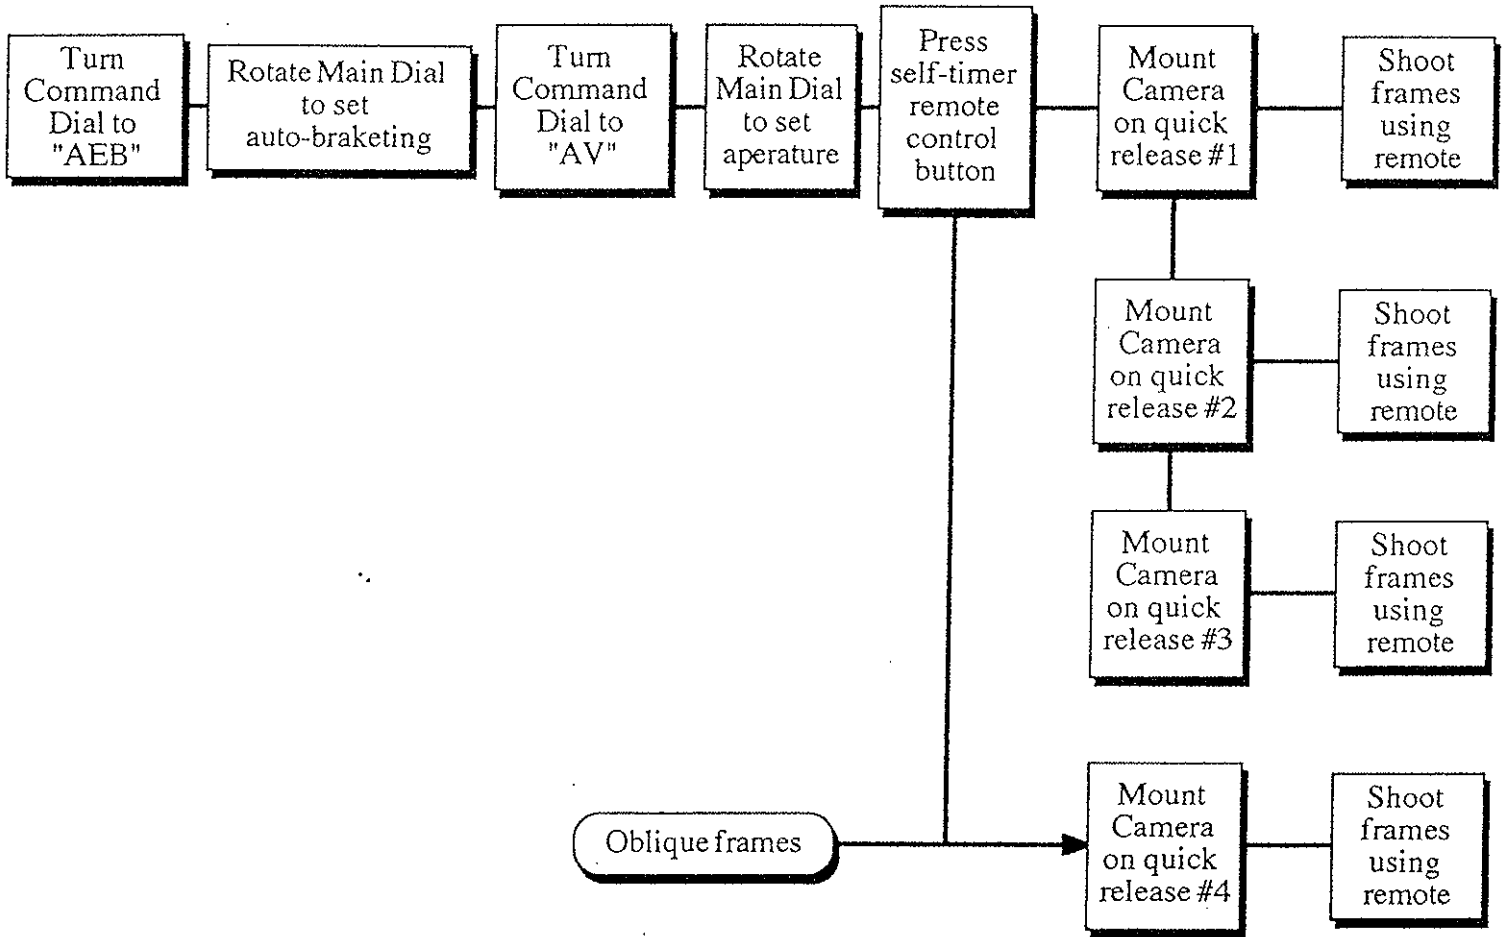 Turn
Command
Dial to
"AEB"
Rotate Main Dial
to set
auto-braketing
Turn
Command
Dial to
"AV"
Rotate
Main Dial
to set
aperature
Press
self-timer
remote
control
button
Mount
Camera
on quick
release #1
Shoot
frames
using
remote
Mount
Camera
on quick
release #2
Shoot
frames
using
remote
Mount
Camera
on quick
release #3
Shoot
frames
using
remote
Oblique frames
Mount
Camera
on quick
release #4
Shoot
frames
using
remote